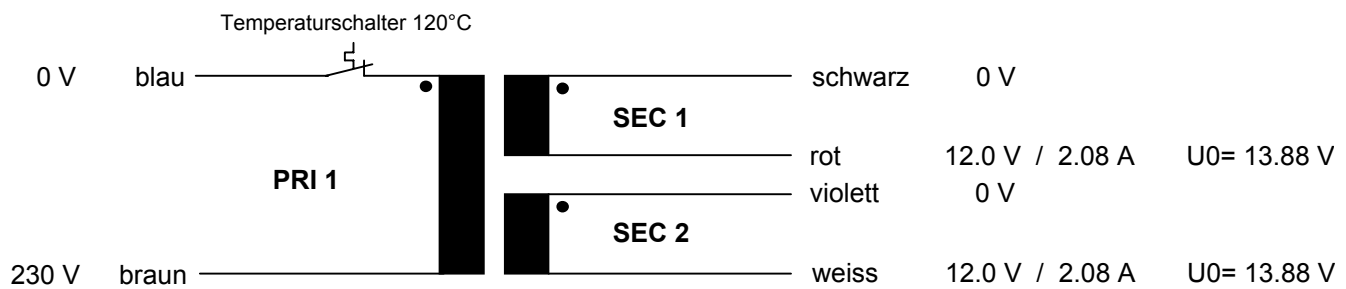 Temperaturschalter 120°C
0 V blau schwarz 0 V
SEC 1
rot 12.0 V / 2.08 A U0= 13.88 V
PRI 1
violett 0 V
SEC 2
230 V braun weiss 12.0 V / 2.08 A U0= 13.88 V